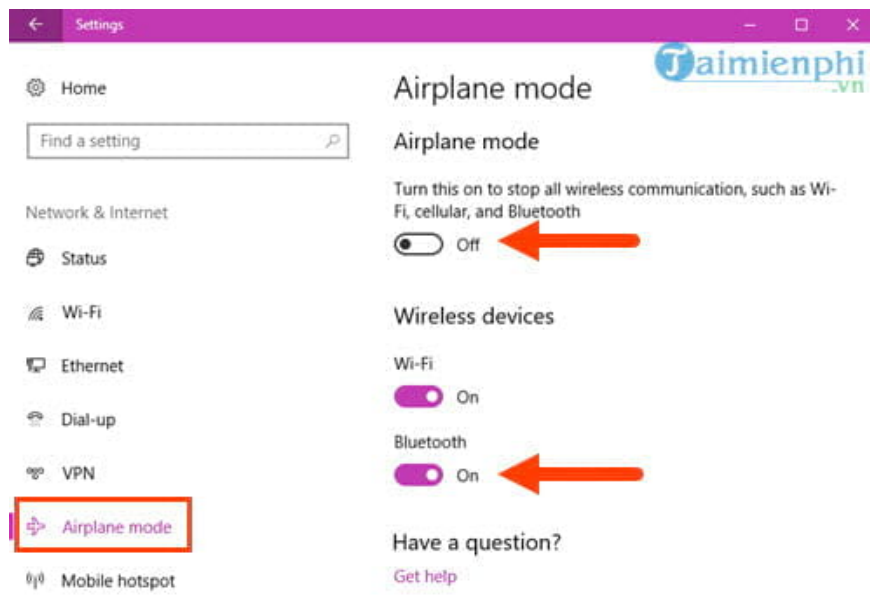 Settings
Taimienphi
.vn
Home
Find a setting
Network & Internet
Status
Wi-Fi
Ethernet
Dial-up
VPN
Airplane mode
Mobile hotspot
Airplane mode
Airplane mode
Turn this on to stop all wireless communication, such as Wi-
Fi, cellular, and Bluetooth
Off
Wireless devices
Wi-Fi
On
Bluetooth
On
Have a question?
Get help